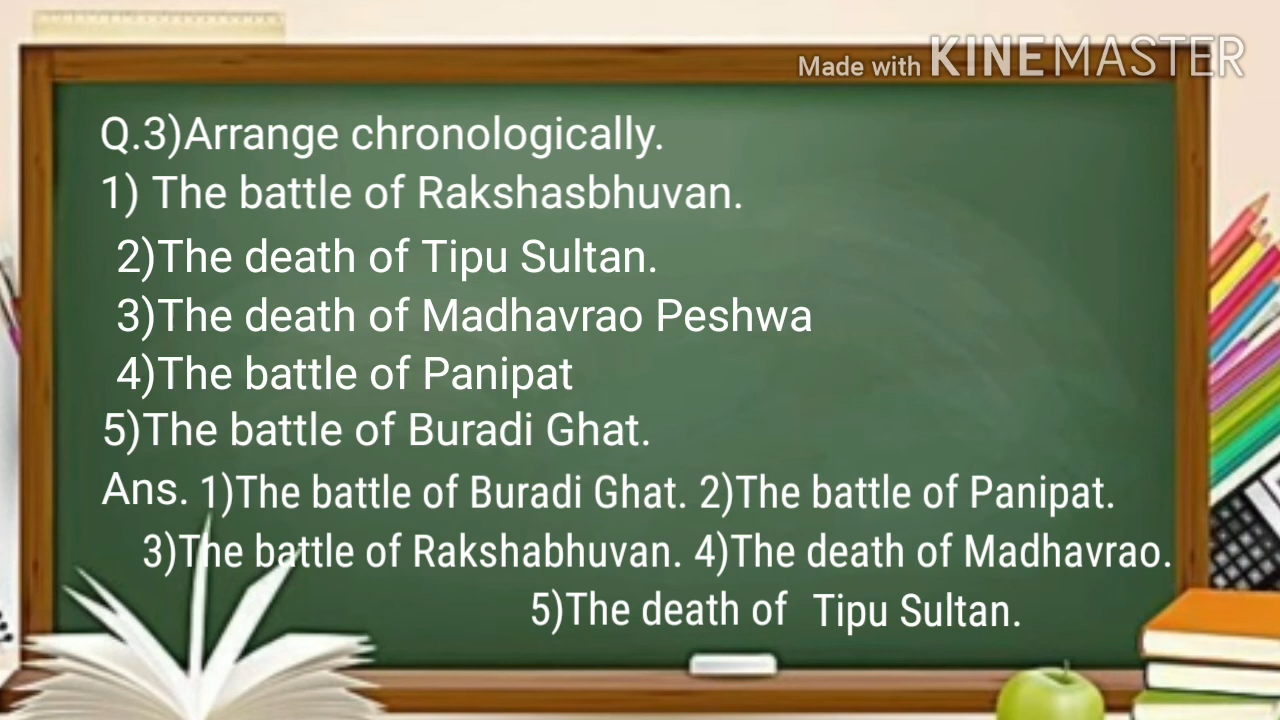 Made with KINEMASTER
Q.3)Arrange chronologically.
1) The battle of Rakshasbhuvan.
2)The death of Tipu Sultan.
3)The death of Madhavrao Peshwa
4)The battle of Panipat
5)The battle of Buradi Ghat.
Ans. 1)The battle of Buradi Ghat. 2)The battle of Panipat.
3)The battle of Rakshabhuvan. 4)The death of Madhavrao.
5)The death of Tipu Sultan.